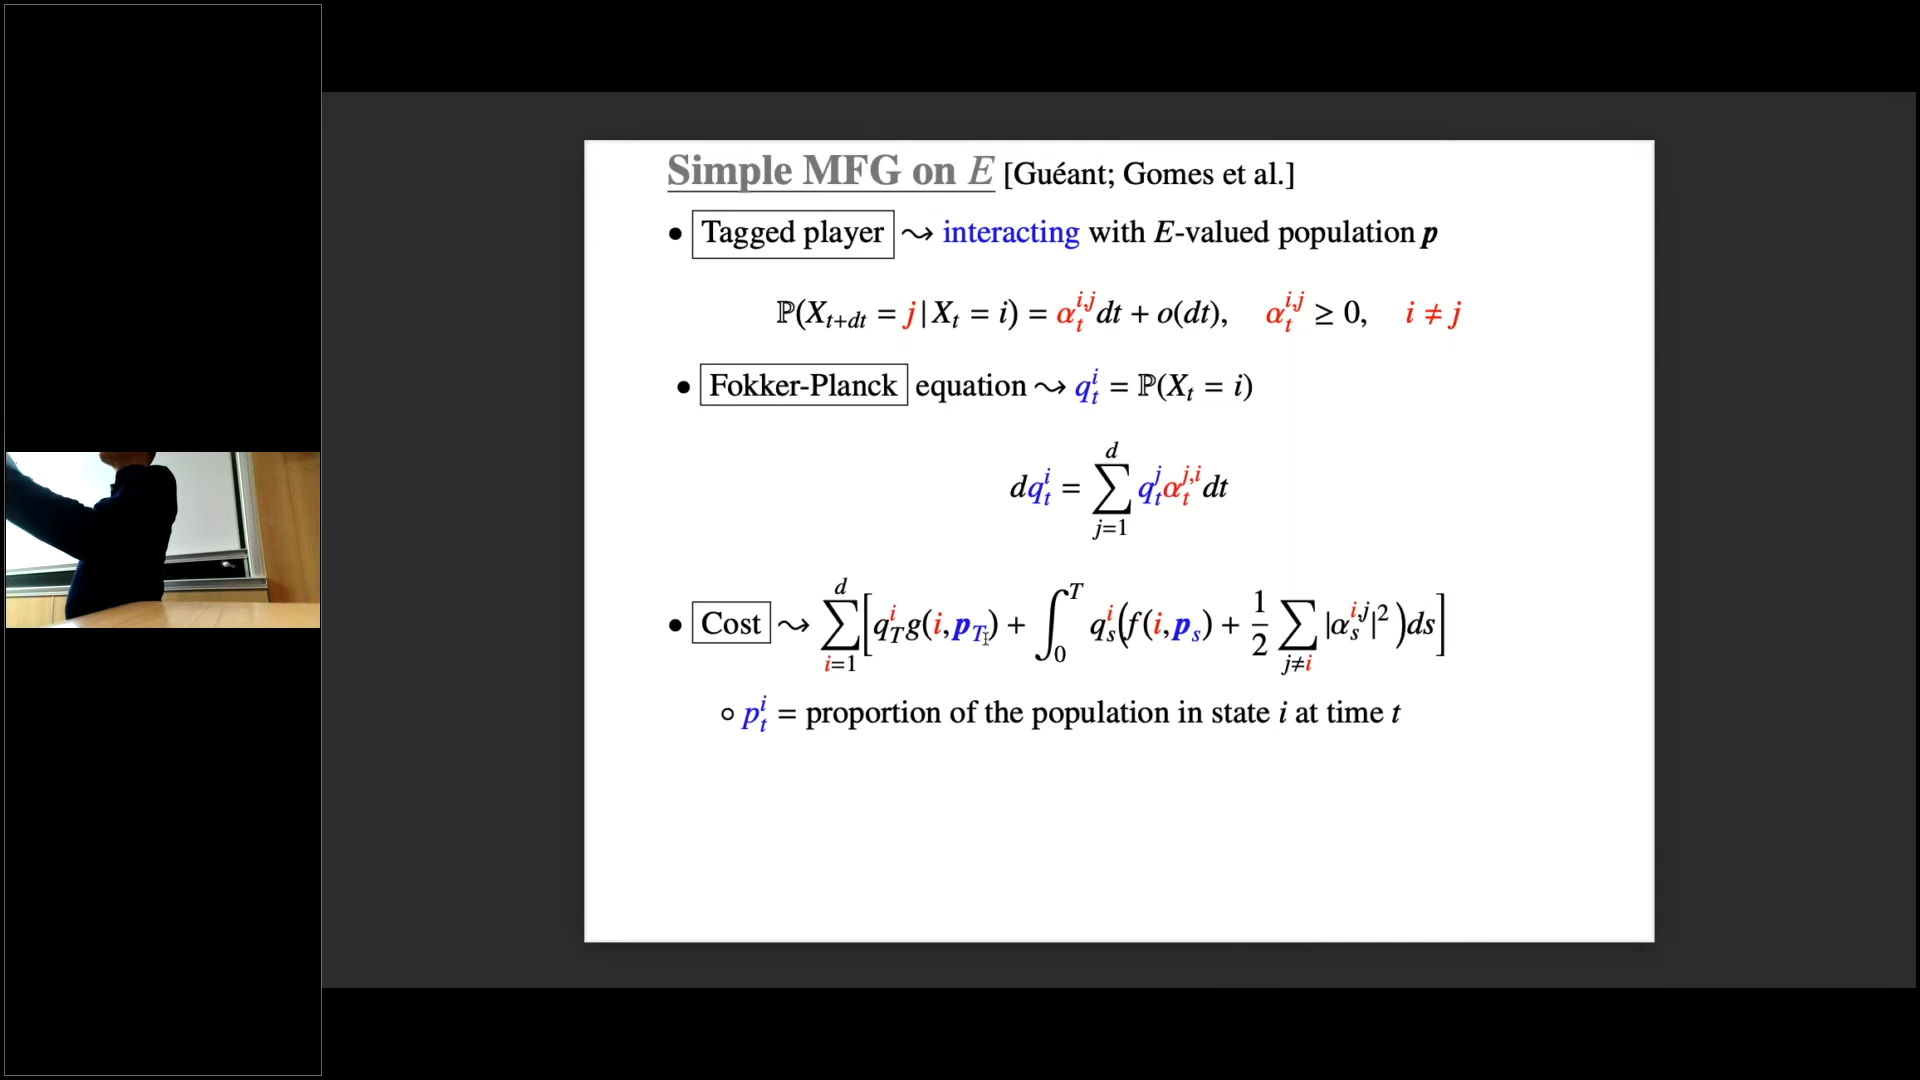 Simple MFG on E [Guéant; Gomes et al.]
• Tagged player ⤳ interacting with E-valued population p
ℙ(X_{t+dt} = j | X_t = i) = α_t^{i,j} dt + o(dt), α_t^{i,j} ≥ 0, i ≠ j
• Fokker-Planck equation ⤳ q_t^i = ℙ(X_t = i)
dq_t^i = ∑_{j=1}^{d} q_t^j α_t^{j,i} dt
• Cost ⤳ ∑_{i=1}^{d} [ q_T^i g(i, p_T) + ∫_0^T q_s^i ( f(i, p_s) + 1/2 ∑_{j≠i} |α_s^{i,j}|^2 ) ds ]
∘ p_t^i = proportion of the population in state i at time t